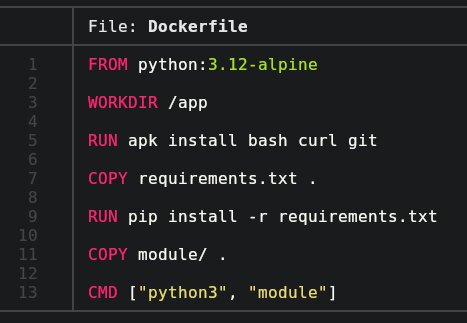 File: Dockerfile
1 FROM python:3.12-alpine
2
3 WORKDIR /app
4
5 RUN apk install bash curl git
6
7 COPY requirements.txt .
8
9 RUN pip install -r requirements.txt
10
11 COPY module/ .
12
13 CMD ["python3", "module"]